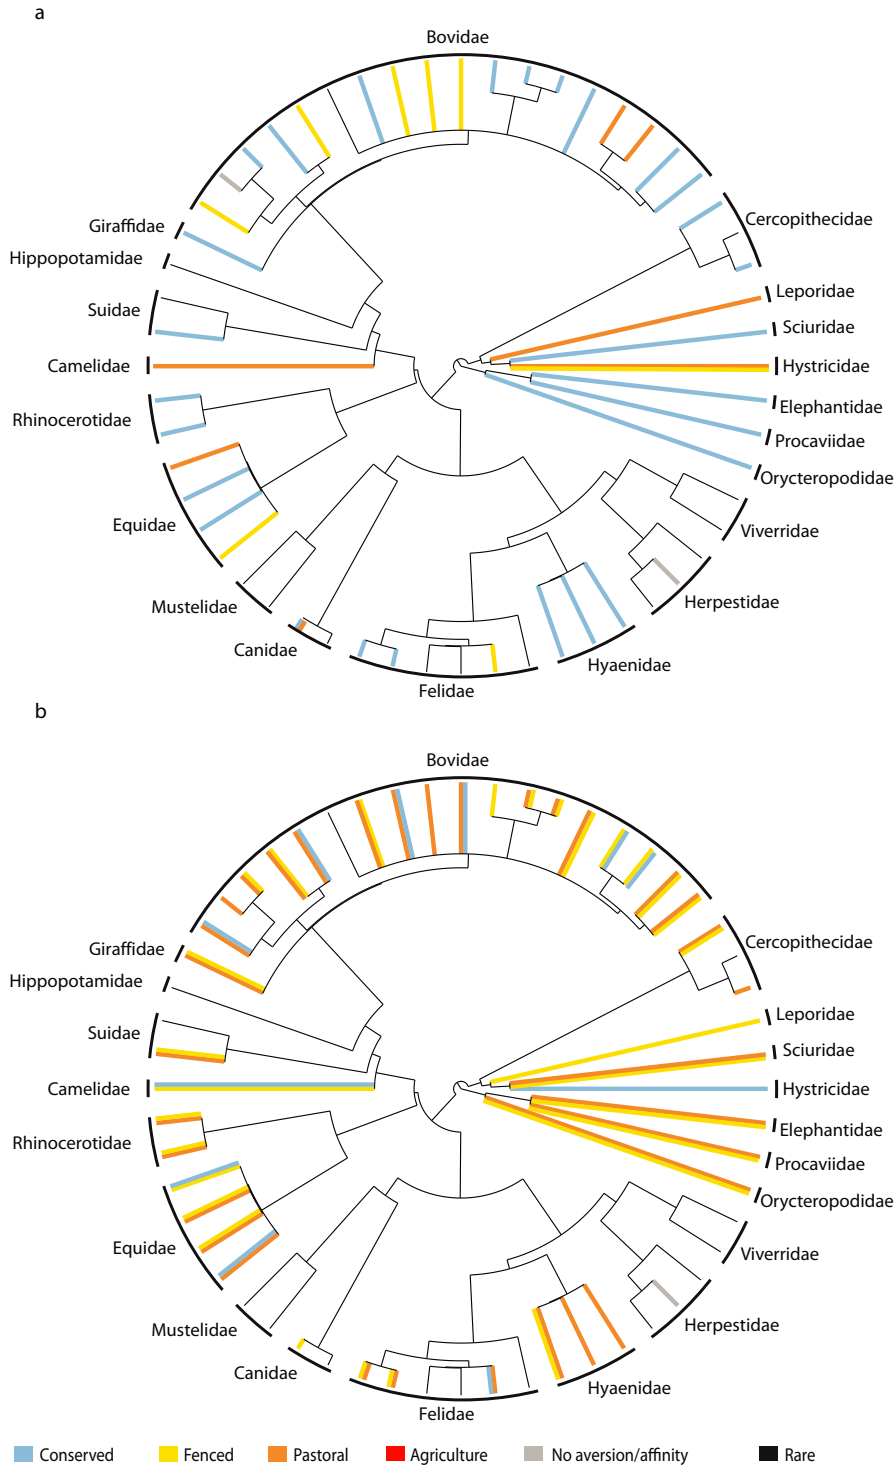 a
Bovidae
Giraffidae
Cercopithecidae
Hippopotamidae
Leporidae
Suidae
Sciuridae
Camelidae
Hystricidae
Elephantidae
Rhinocerotidae
Procaviidae
Orycteropodidae
Equidae
Viverridae
Mustelidae
Herpestidae
Canidae
Hyaenidae
Felidae
b
Bovidae
Giraffidae
Cercopithecidae
Hippopotamidae
Leporidae
Suidae
Sciuridae
Camelidae
Hystricidae
Elephantidae
Rhinocerotidae
Procaviidae
Orycteropodidae
Equidae
Viverridae
Mustelidae
Herpestidae
Canidae
Hyaenidae
Felidae
Conserved Fenced Pastoral Agriculture No aversion/affinity Rare